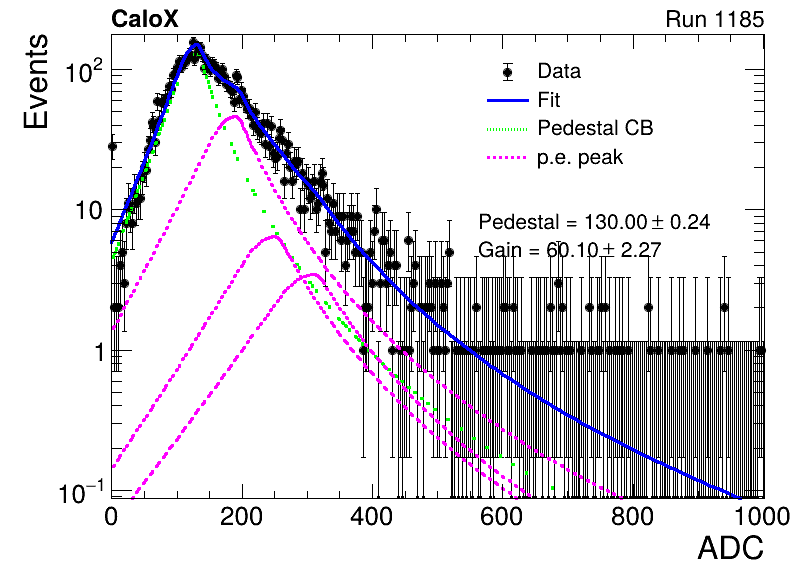 CaloX Run 1185
Events
10²
10
1
10⁻¹
Data
Fit
Pedestal CB
p.e. peak
Pedestal = 130.00 ± 0.24
Gain = 60.10 ± 2.27
0 200 400 600 800 1000
ADC